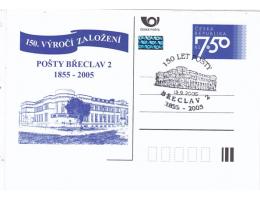 150. VÝROČÍ ZALOŽENÍ
POŠTY BŘECLAV 2
1855 - 2005
ČESKÁ POŠTA
ČESKÁ
REPUBLIKA
7,50
150 LET POŠTY
BŘECLAV 2
1855 - 2005